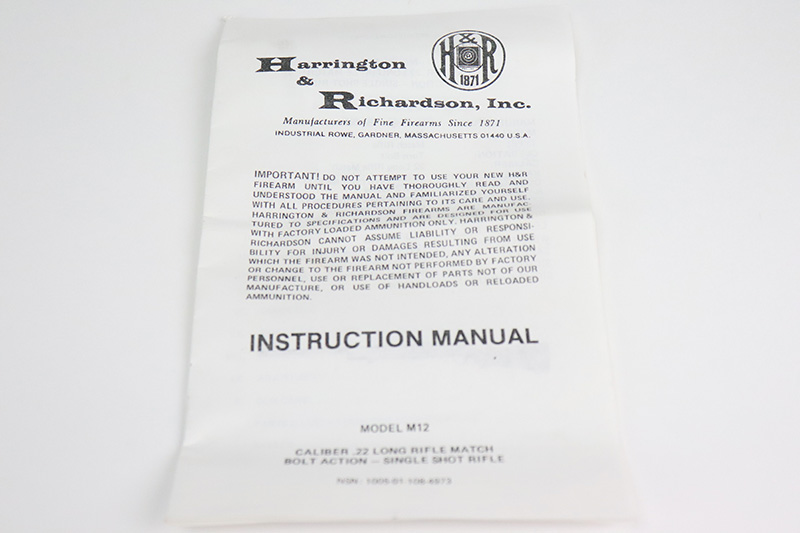 Harrington
&
Richardson, Inc.
H&R
1871
Manufacturers of Fine Firearms Since 1871
INDUSTRIAL ROWE, GARDNER, MASSACHUSETTS 01440 U.S.A.
IMPORTANT! DO NOT ATTEMPT TO USE YOUR NEW H&R
FIREARM UNTIL YOU HAVE THOROUGHLY READ AND
UNDERSTOOD THE MANUAL AND FAMILIARIZED YOURSELF
WITH ALL PROCEDURES PERTAINING TO ITS CARE AND USE.
HARRINGTON & RICHARDSON FIREARMS ARE MANUFAC-
TURED TO SPECIFICATIONS AND ARE DESIGNED FOR USE
WITH FACTORY LOADED AMMUNITION ONLY. HARRINGTON &
RICHARDSON CANNOT ASSUME LIABILITY OR RESPONSI-
BILITY FOR INJURY OR DAMAGES RESULTING FROM USE
WHICH THE FIREARM WAS NOT INTENDED, ANY ALTERATION
OR CHANGE TO THE FIREARM NOT PERFORMED BY FACTORY
PERSONNEL, USE OR REPLACEMENT OF PARTS NOT OF OUR
MANUFACTURE, OR USE OF HANDLOADS OR RELOADED
AMMUNITION.
INSTRUCTION MANUAL
MODEL M12
CALIBER .22 LONG RIFLE MATCH
BOLT ACTION – SINGLE SHOT RIFLE
NSN: 1005-01-